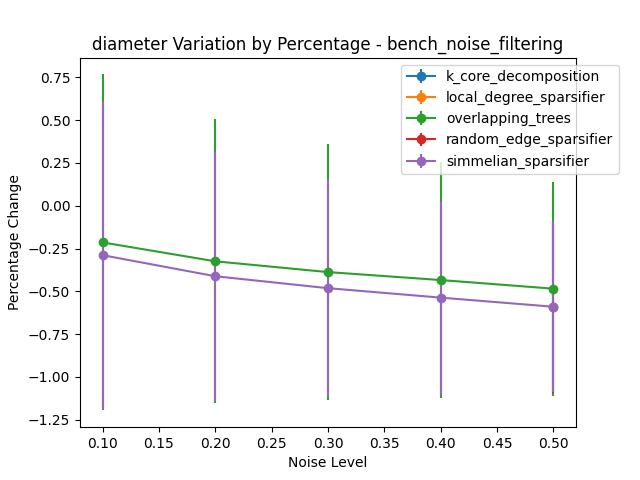 diameter Variation by Percentage - bench_noise_filtering
k_core_decomposition
local_degree_sparsifier
overlapping_trees
random_edge_sparsifier
simmelian_sparsifier
Percentage Change
0.75
0.50
0.25
0.00
−0.25
−0.50
−0.75
−1.00
−1.25
0.10 0.15 0.20 0.25 0.30 0.35 0.40 0.45 0.50
Noise Level